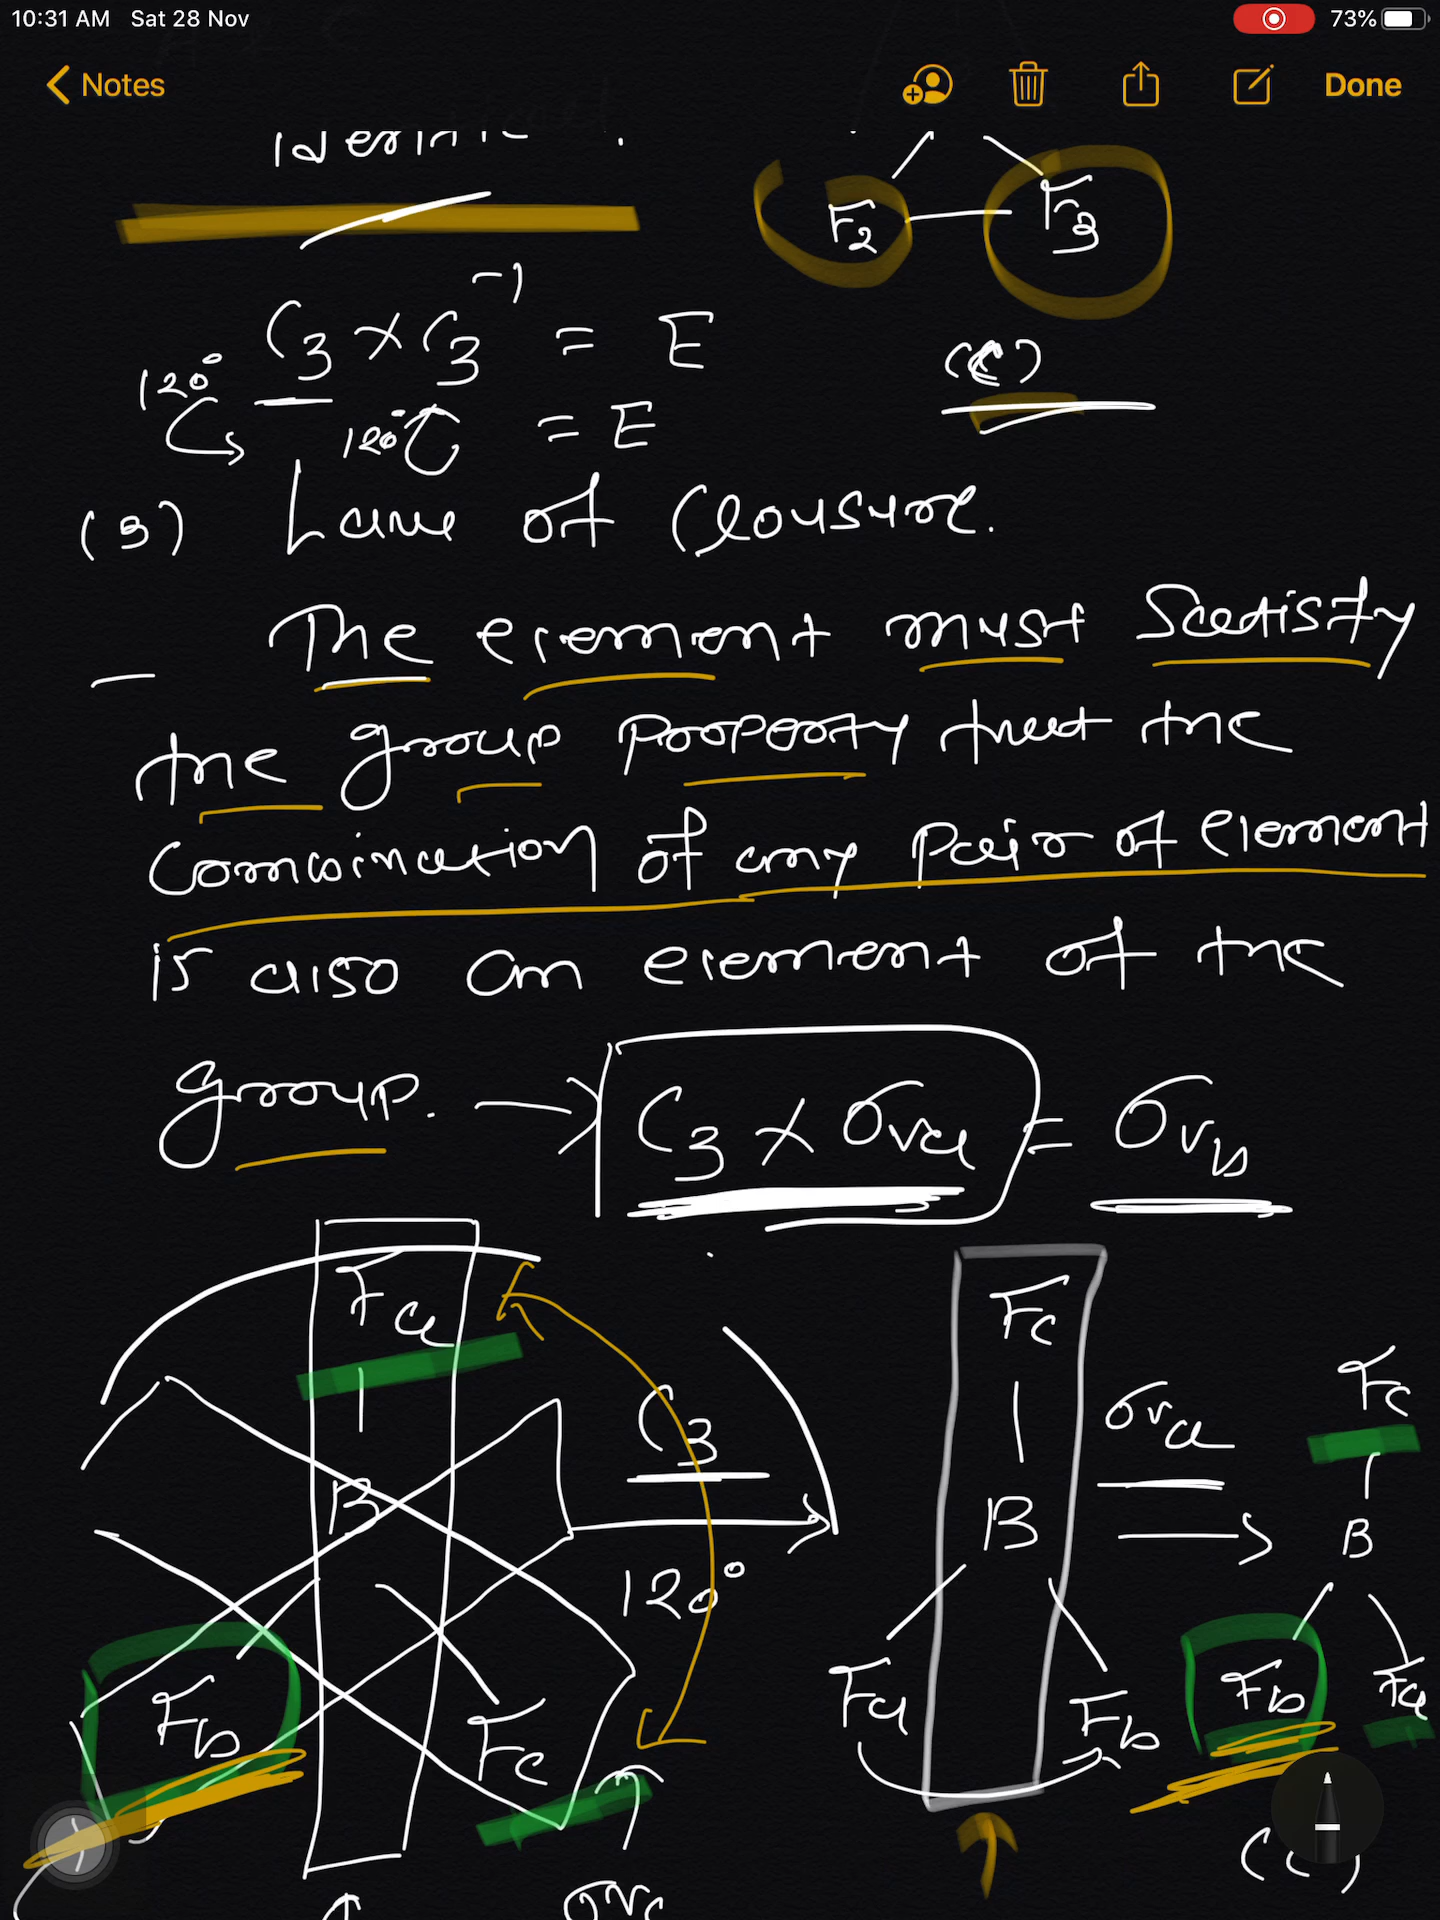 10:31 AM Sat 28 Nov 73%
Notes Done
F2 F3
C3 × C3⁻¹ = E
120° 120° = E
(c)
(3) Law of Clousure.
– The element must Satisfy
the group property that the
Combination of any pair of element
is also an element of the
group. → C3 × σva = σvb
Fa
B
Fb Fc
C3
120°
Fc
B
Fa Fb
σva
Fc
B
Fb Fa
σvc